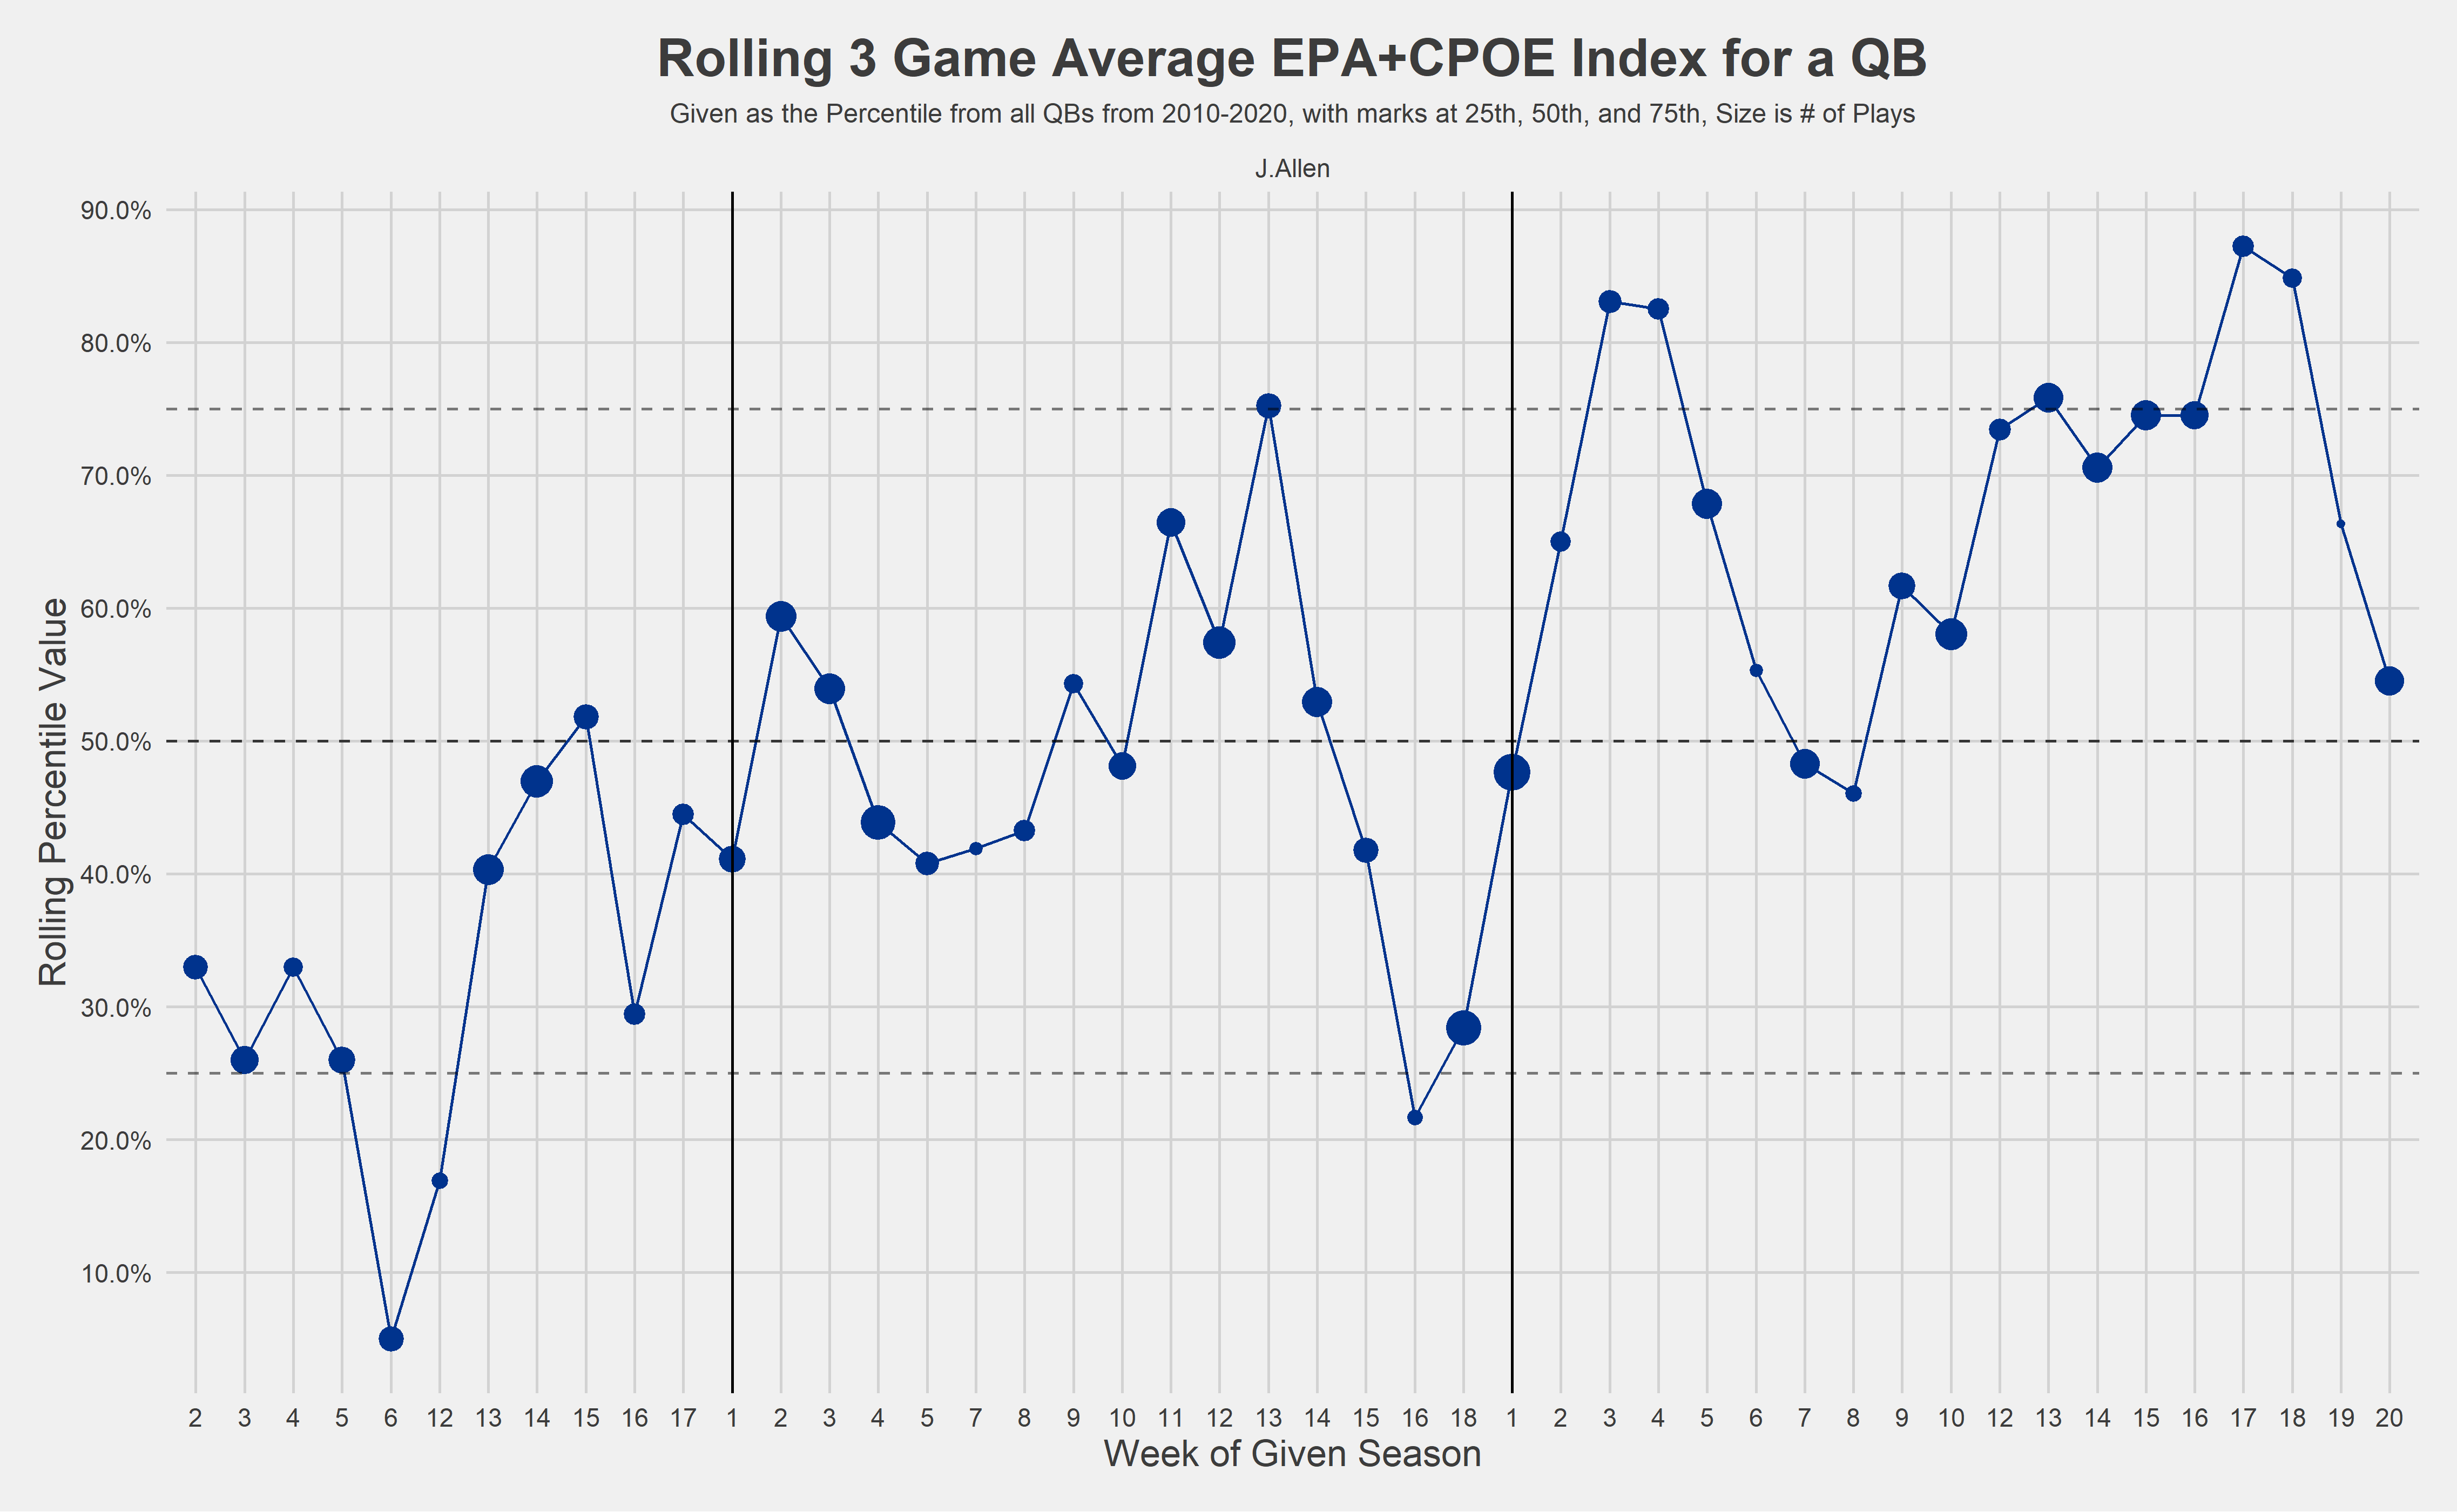 Rolling 3 Game Average EPA+CPOE Index for a QB
Given as the Percentile from all QBs from 2010-2020, with marks at 25th, 50th, and 75th, Size is # of Plays
J.Allen
90.0%
80.0%
70.0%
60.0%
50.0%
40.0%
30.0%
20.0%
10.0%
Rolling Percentile Value
2 3 4 5 6 12 13 14 15 16 17 1 2 3 4 5 7 8 9 10 11 12 13 14 15 16 18 1 2 3 4 5 6 7 8 9 10 12 13 14 15 16 17 18 19 20
Week of Given Season